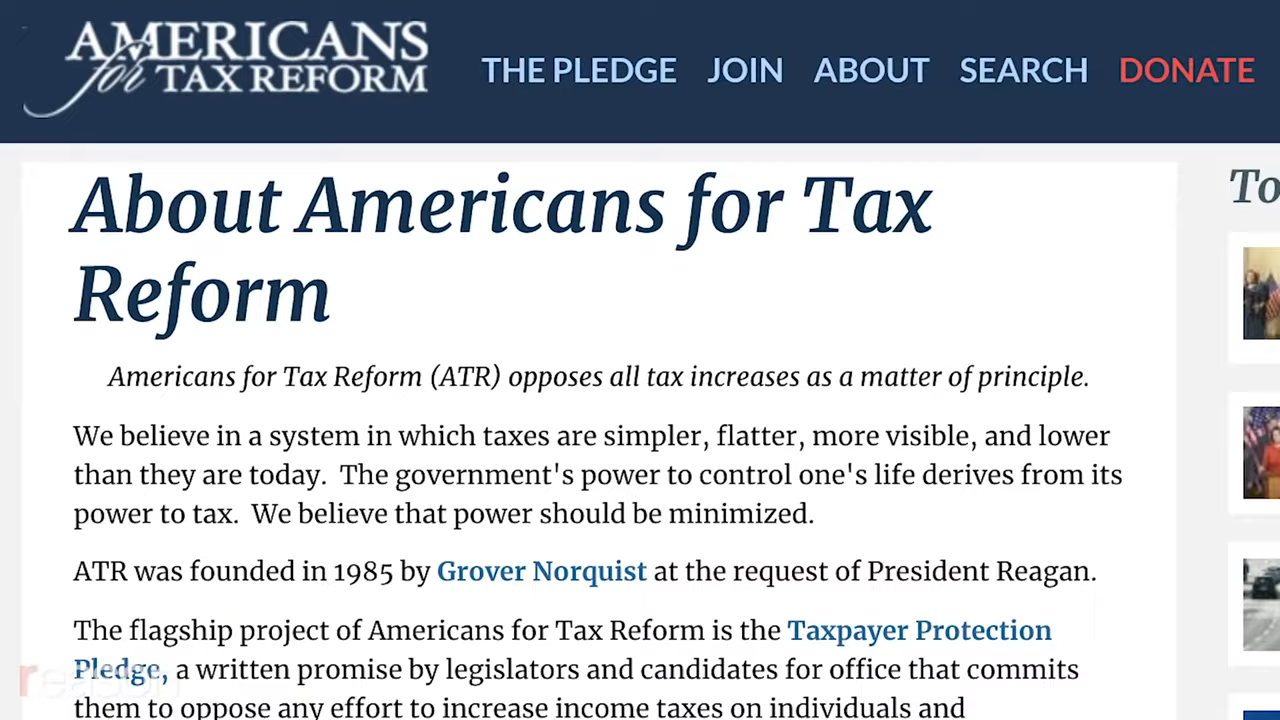 AMERICANS
for TAX REFORM
THE PLEDGE JOIN ABOUT SEARCH DONATE
About Americans for Tax
Reform
To
Americans for Tax Reform (ATR) opposes all tax increases as a matter of principle.
We believe in a system in which taxes are simpler, flatter, more visible, and lower
than they are today.  The government's power to control one's life derives from its
power to tax.  We believe that power should be minimized.
ATR was founded in 1985 by Grover Norquist at the request of President Reagan.
The flagship project of Americans for Tax Reform is the Taxpayer Protection
Pledge, a written promise by legislators and candidates for office that commits
them to oppose any effort to increase income taxes on individuals and
reason